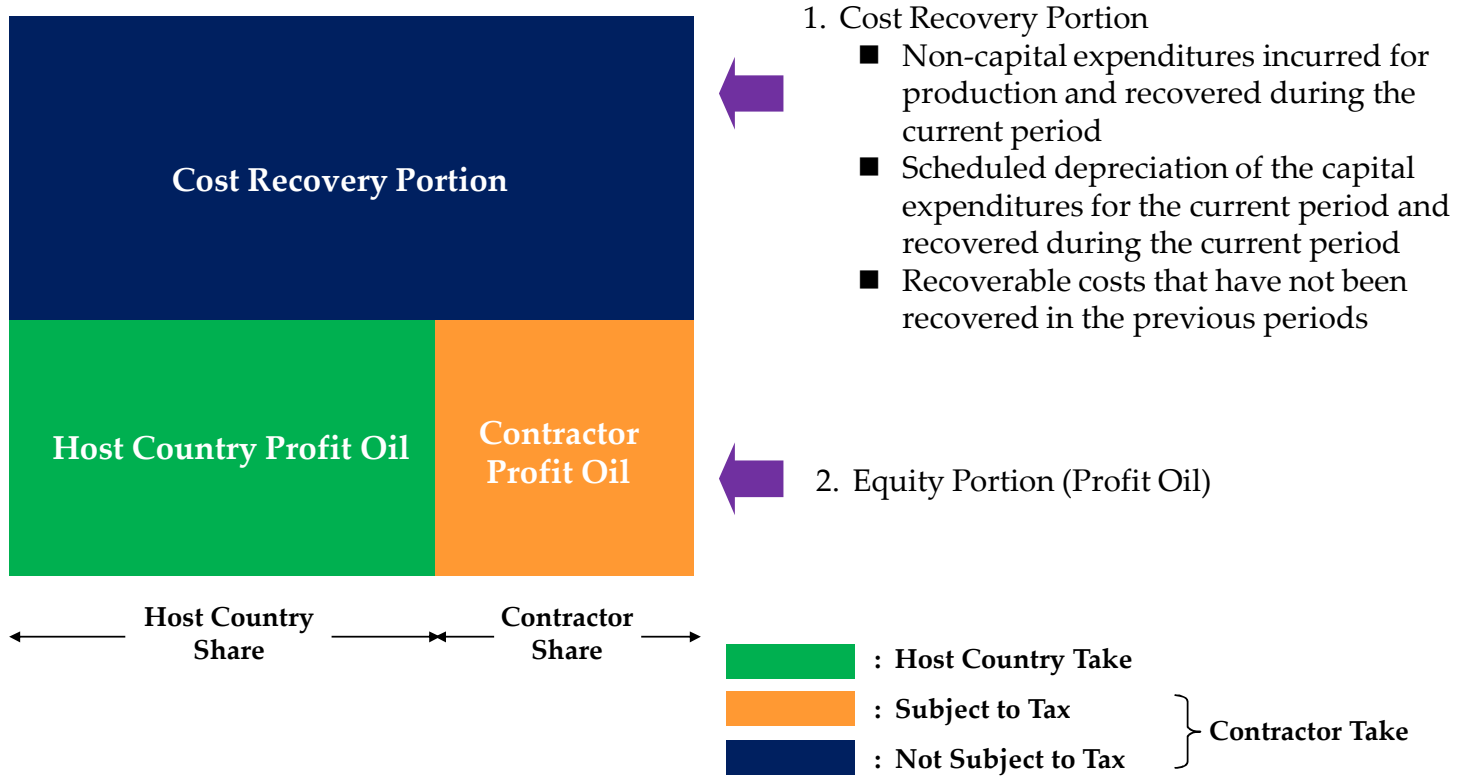 Cost Recovery Portion
Host Country Profit Oil
Contractor
Profit Oil
Host Country
Share
Contractor
Share
1. Cost Recovery Portion
■ Non-capital expenditures incurred for
production and recovered during the
current period
■ Scheduled depreciation of the capital
expenditures for the current period and
recovered during the current period
■ Recoverable costs that have not been
recovered in the previous periods
2. Equity Portion (Profit Oil)
: Host Country Take
: Subject to Tax
: Not Subject to Tax
Contractor Take